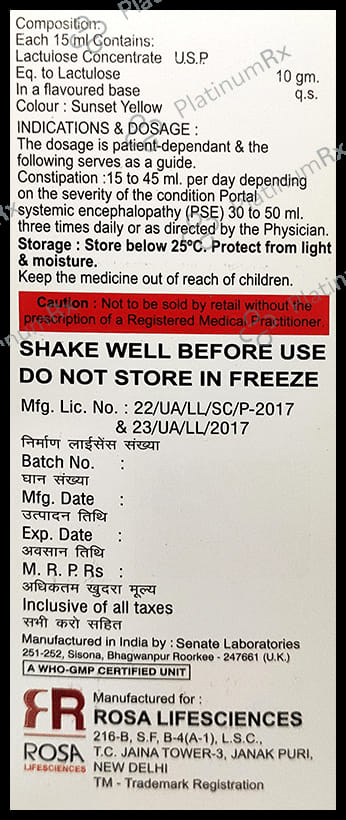 Composition:
Each 15 ml Contains:
Lactulose Concentrate U.S.P.
Eq. to Lactulose 10 gm.
In a flavoured base q.s.
Colour : Sunset Yellow
INDICATIONS & DOSAGE :
The dosage is patient-dependant & the
following serves as a guide.
Constipation :15 to 45 ml. per day depending
on the severity of the condition Portal
systemic encephalopathy (PSE) 30 to 50 ml.
three times daily or as directed by the Physician.
Storage : Store below 25ºC. Protect from light
& moisture.
Keep the medicine out of reach of children.
Caution : Not to be sold by retail without the
prescription of a Registered Medical Practitioner.
SHAKE WELL BEFORE USE
DO NOT STORE IN FREEZE
Mfg. Lic. No. : 22/UA/LL/SC/P-2017
& 23/UA/LL/2017
निर्माण लाईसेंस संख्या
Batch No. :
घान संख्या
Mfg. Date :
उत्पादन तिथि
Exp. Date :
अवसान तिथि
M. R. P. Rs :
अधिकतम खुदरा मूल्य
Inclusive of all taxes
सभी करो सहित
Manufactured in India by : Senate Laboratories
251-252, Sisona, Bhagwanpur Roorkee - 247661 (U.K.)
A WHO-GMP CERTIFIED UNIT
ROSA
LIFESCIENCES
Manufactured for :
ROSA LIFESCIENCES
216-B, S.F, B-4(A-1), L.S.C.,
T.C. JAINA TOWER-3, JANAK PURI,
NEW DELHI
TM - Trademark Registration
PlatinumRx
PlatinumRx
PlatinumRx
PlatinumRx